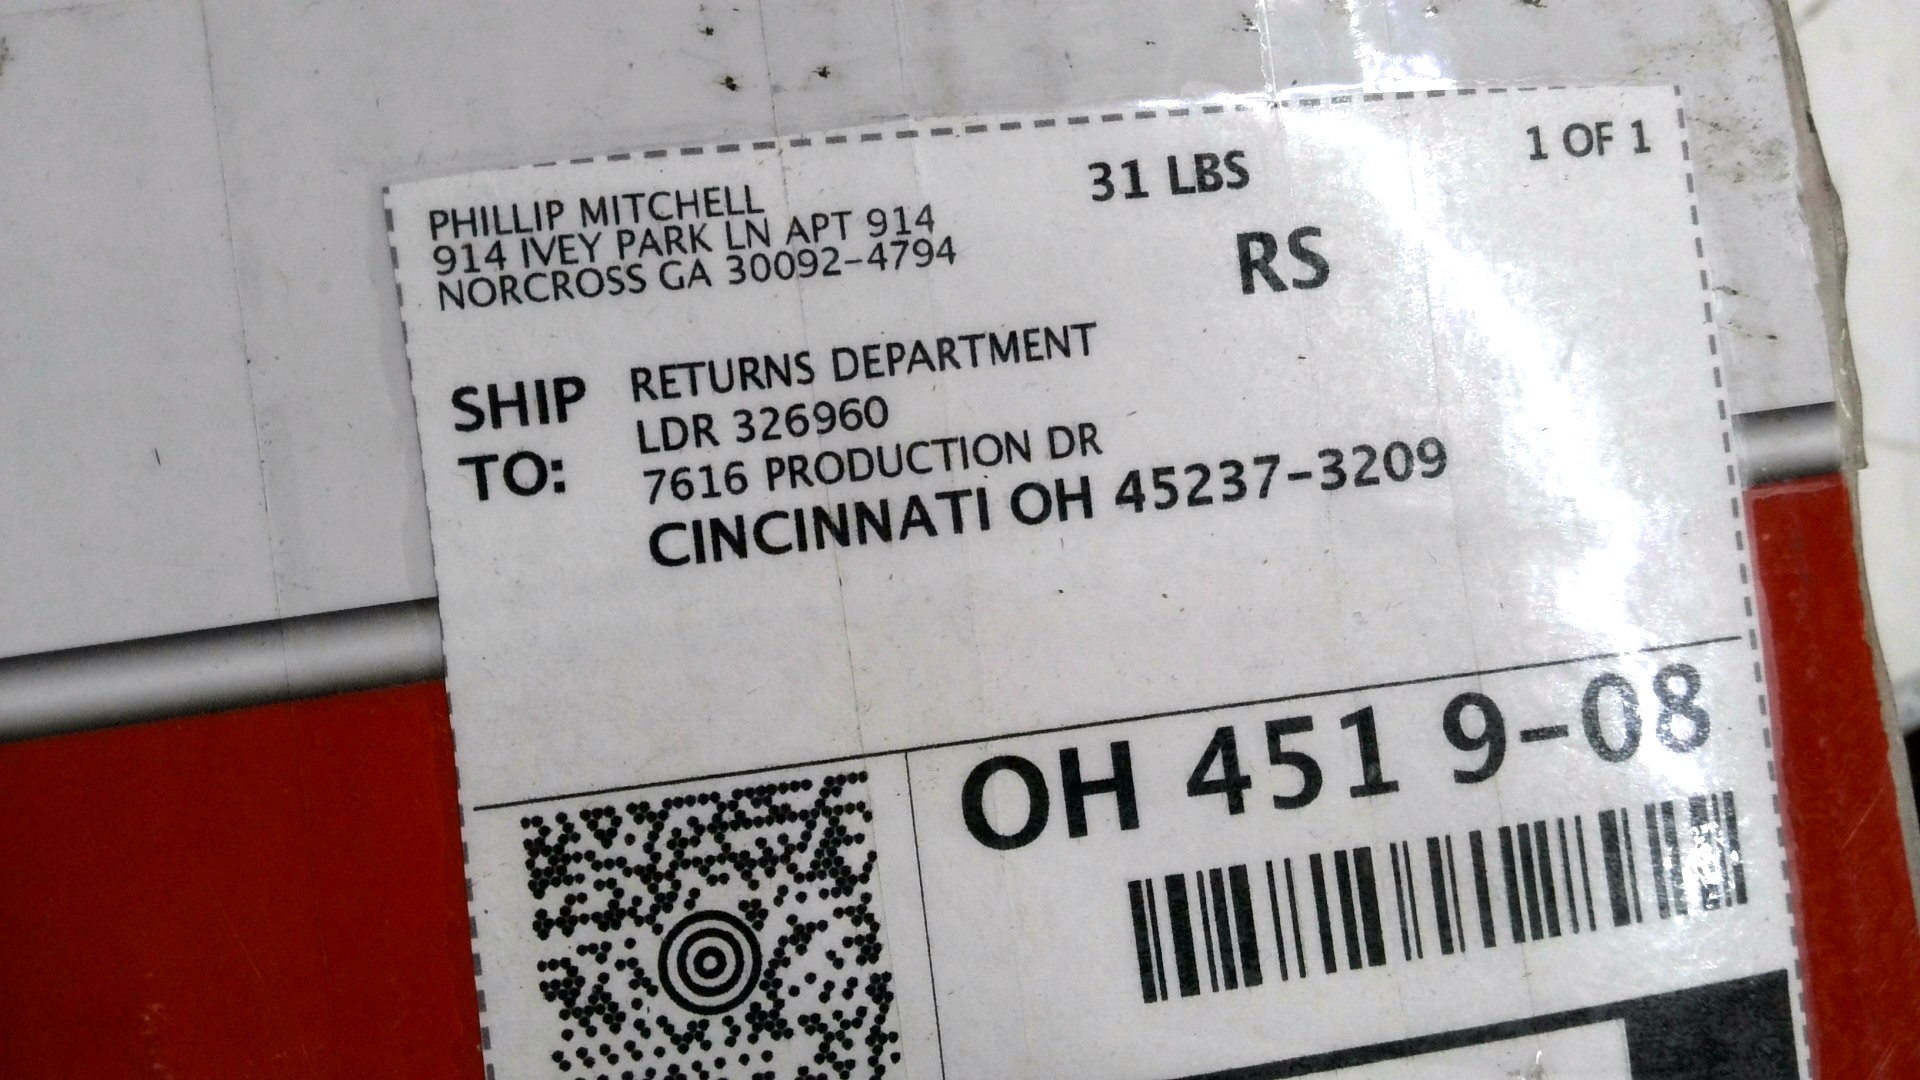 PHILLIP MITCHELL
914 IVEY PARK LN APT 914
NORCROSS GA 30092-4794
31 LBS
1 OF 1
RS
SHIP TO:
RETURNS DEPARTMENT
LDR 326960
7616 PRODUCTION DR
CINCINNATI OH 45237-3209
OH 451 9-08